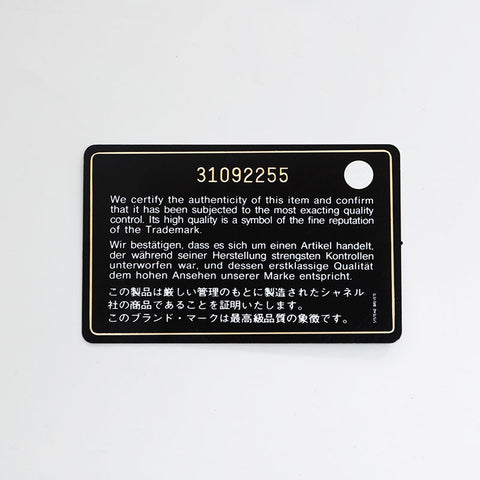 31092255
We certify the authenticity of this item and confirm
that it has been subjected to the most exacting quality
control. Its high quality is a symbol of the fine reputation
of the Trademark.
Wir bestätigen, dass es sich um einen Artikel handelt,
der während seiner Herstellung strengsten Kontrollen
unterworfen war, und dessen erstklassige Qualität
dem hohen Ansehen unserer Marke entspricht.
この製品は厳しい管理のもとに製造されたシャネル
社の商品であることを証明いたします。
このブランド・マークは最高級品質の象徴です。